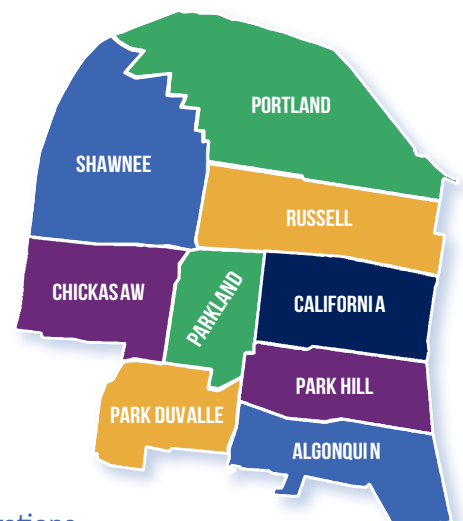 PORTLAND
SHAWNEE
RUSSELL
CHICKASAW
PARKLAND
CALIFORNIA
PARK HILL
PARK DUVALLE
ALGONQUIN